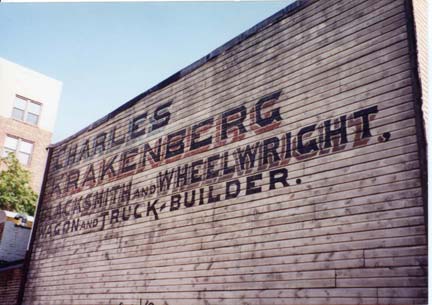 CHARLES
KRAKENBERG
BLACKSMITH AND WHEELWRIGHT,
WAGON AND TRUCK-BUILDER.